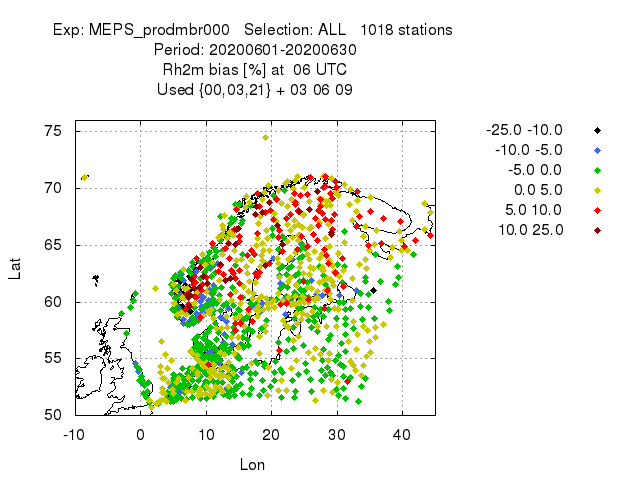 Exp: MEPS_prodmbr000   Selection: ALL   1018 stations
Period: 20200601-20200630
Rh2m bias [%] at  06 UTC
Used {00,03,21} + 03 06 09
-25.0 -10.0
-10.0 -5.0
-5.0 0.0
0.0 5.0
5.0 10.0
10.0 25.0
75
70
65
60
55
50
Lat
-10 0 10 20 30 40
Lon